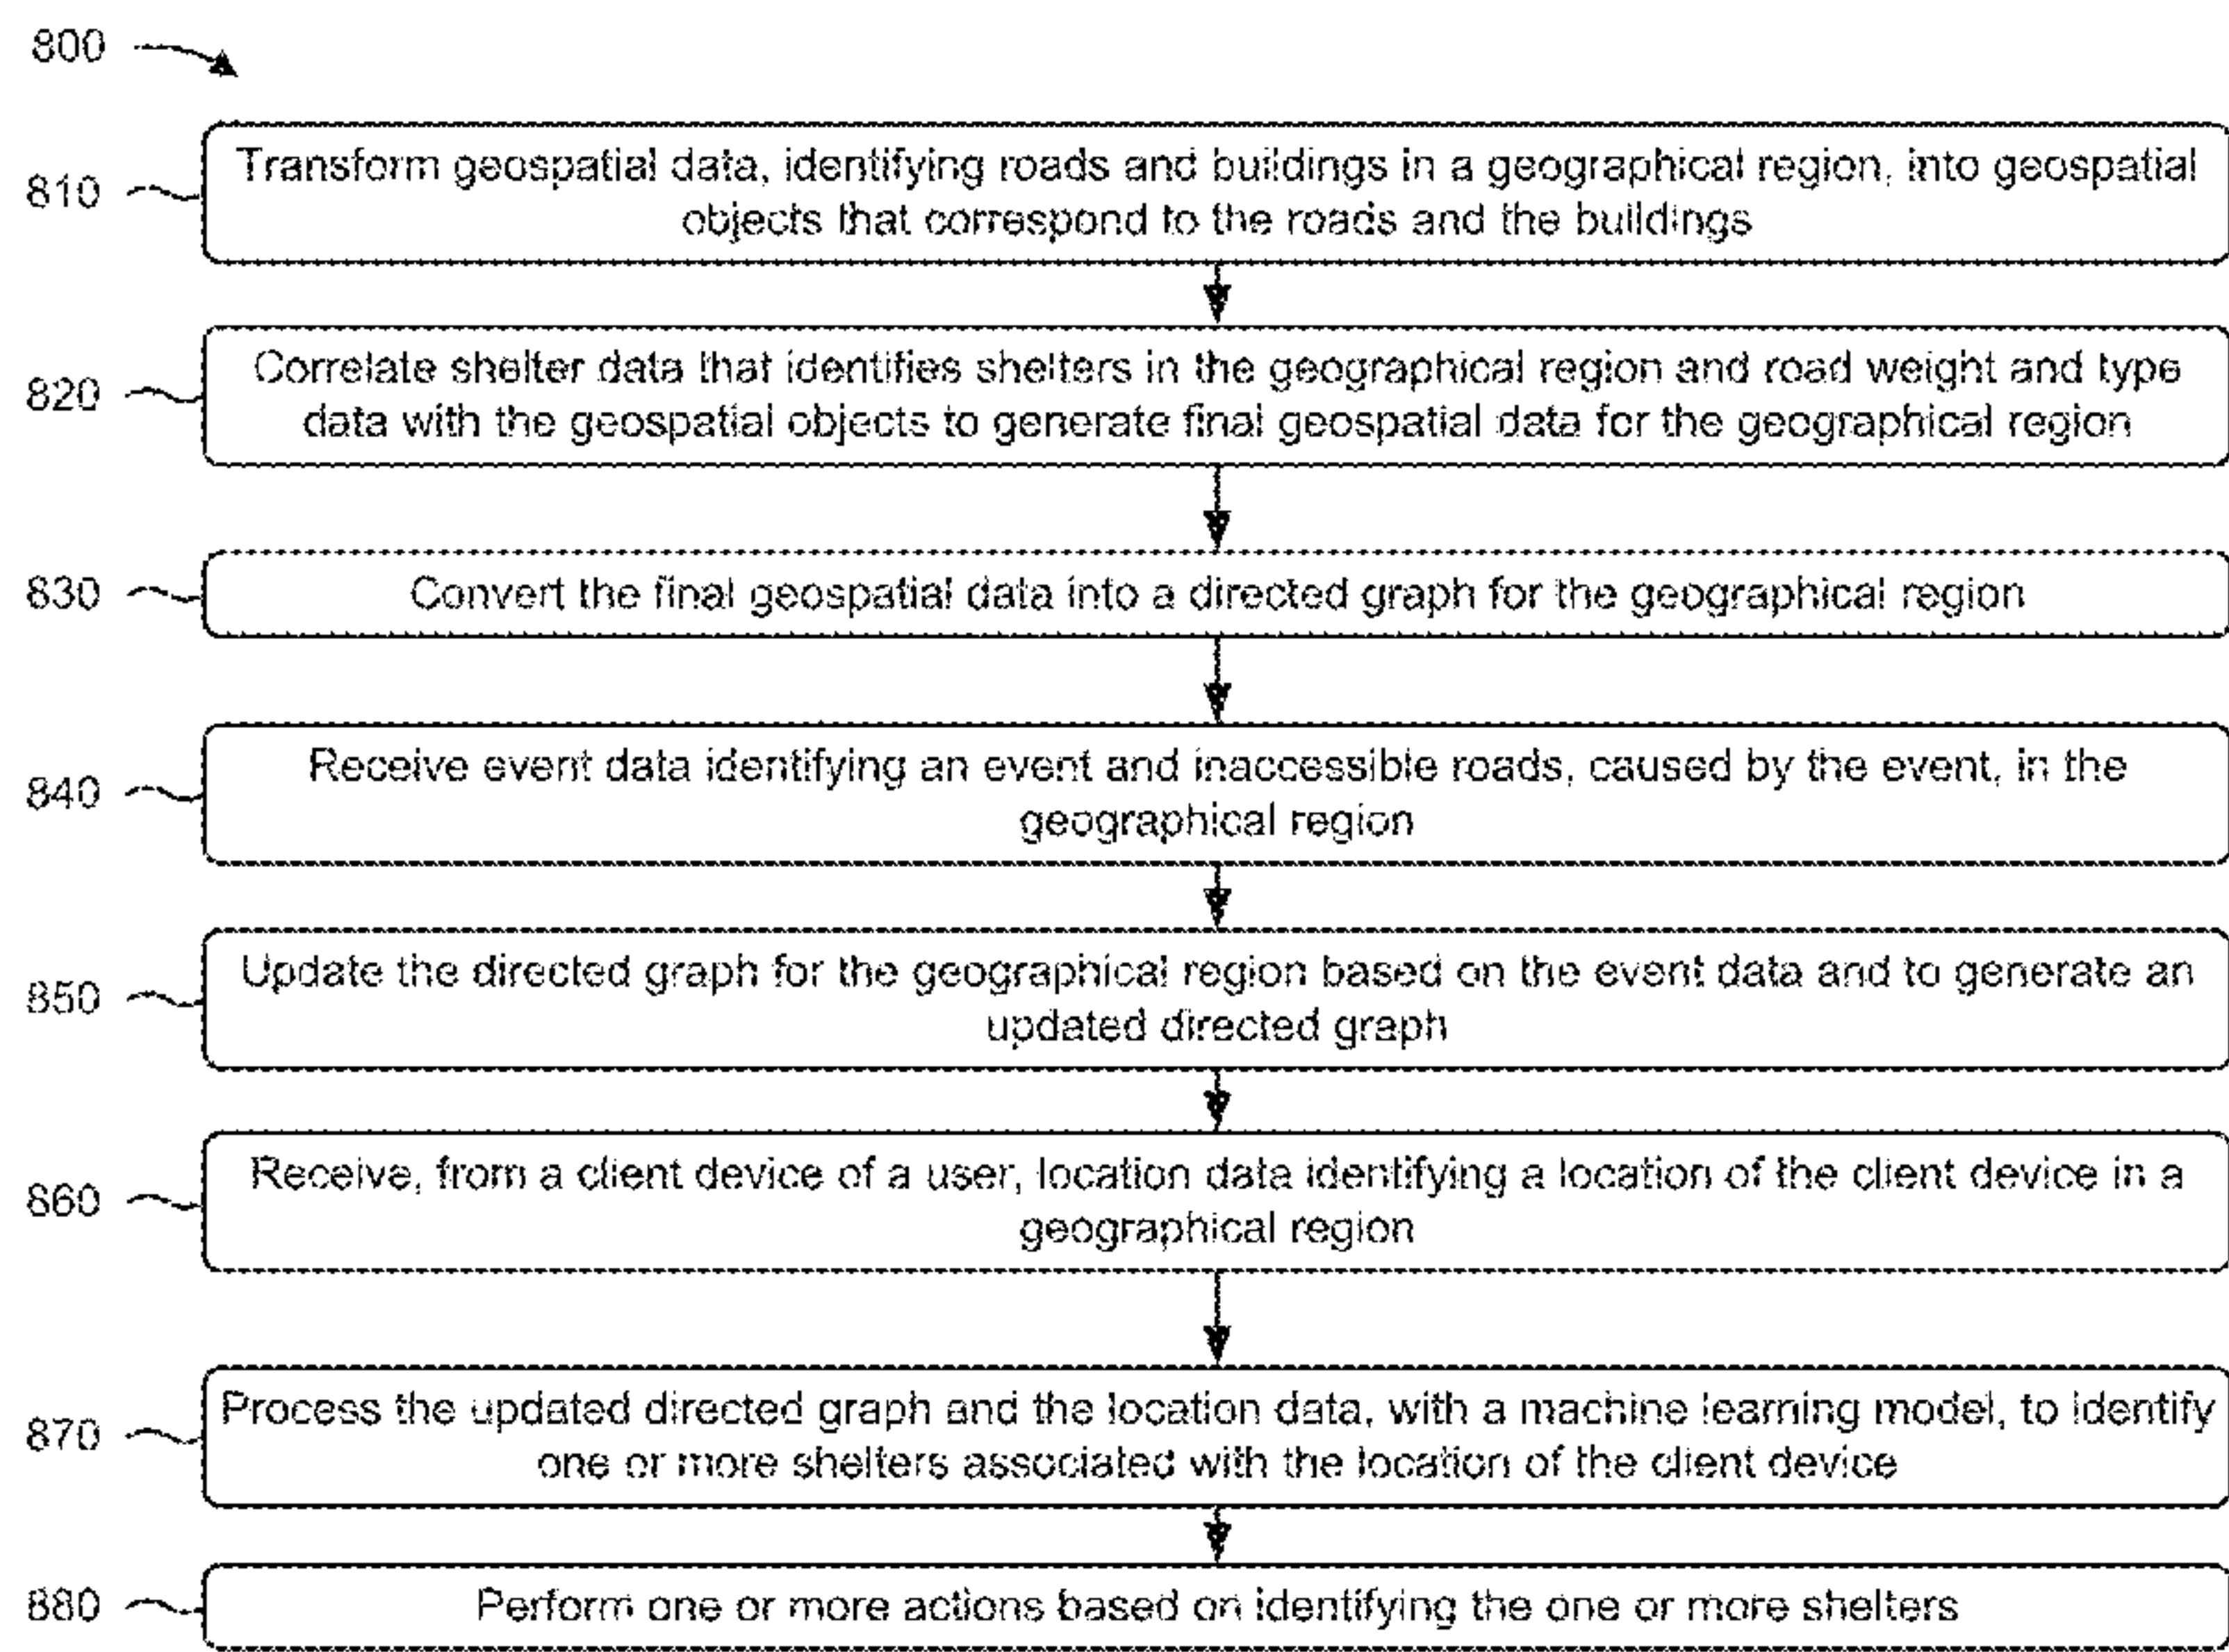 800
810
Transform geospatial data, identifying roads and buildings in a geographical region, into geospatial
objects that correspond to the roads and the buildings
820
Correlate shelter data that identifies shelters in the geographical region and road weight and type
data with the geospatial objects to generate final geospatial data for the geographical region
830
Convert the final geospatial data into a directed graph for the geographical region
840
Receive event data identifying an event and inaccessible roads, caused by the event, in the
geographical region
850
Update the directed graph for the geographical region based on the event data and to generate an
updated directed graph
860
Receive, from a client device of a user, location data identifying a location of the client device in a
geographical region
870
Process the updated directed graph and the location data, with a machine learning model, to identify
one or more shelters associated with the location of the client device
880
Perform one or more actions based on identifying the one or more shelters